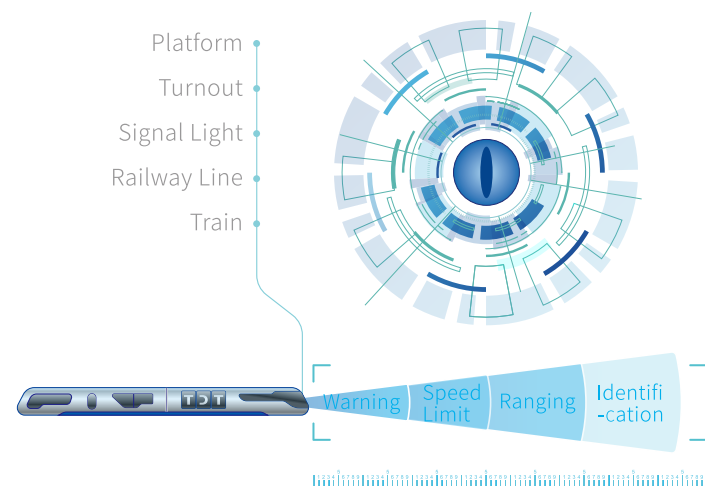 Platform
Turnout
Signal Light
Railway Line
Train
Warning
Speed
Limit
Ranging
Identifi
-cation